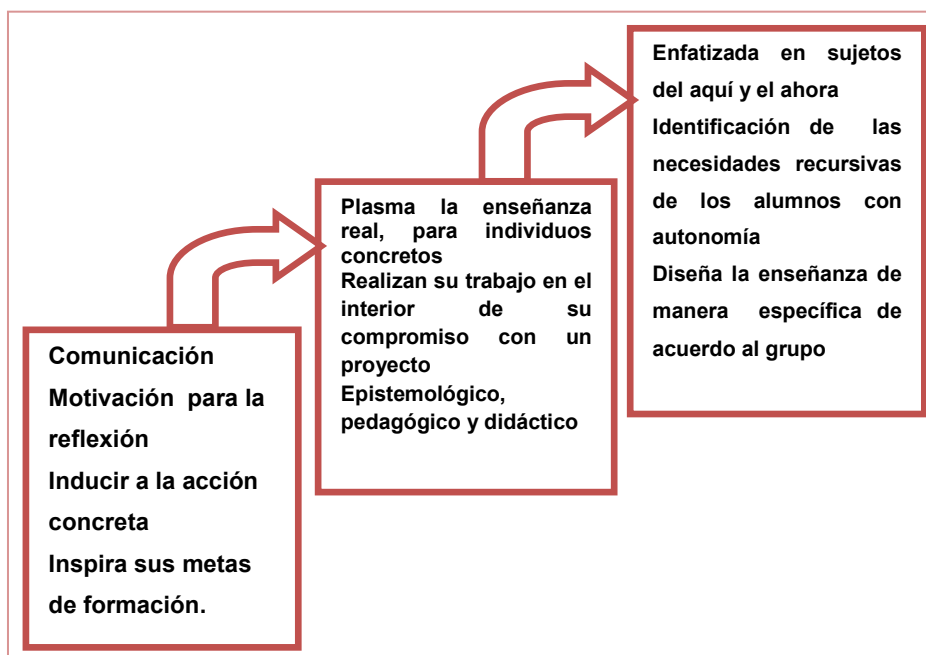 Comunicación
Motivación para la
reflexión
Inducir a la acción
concreta
Inspira sus metas
de formación.
Plasma la enseñanza
real, para individuos
concretos
Realizan su trabajo en el
interior de su
compromiso con un
proyecto
Epistemológico,
pedagógico y didáctico
Enfatizada en sujetos
del aquí y el ahora
Identificación de las
necesidades recursivas
de los alumnos con
autonomía
Diseña la enseñanza de
manera específica de
acuerdo al grupo